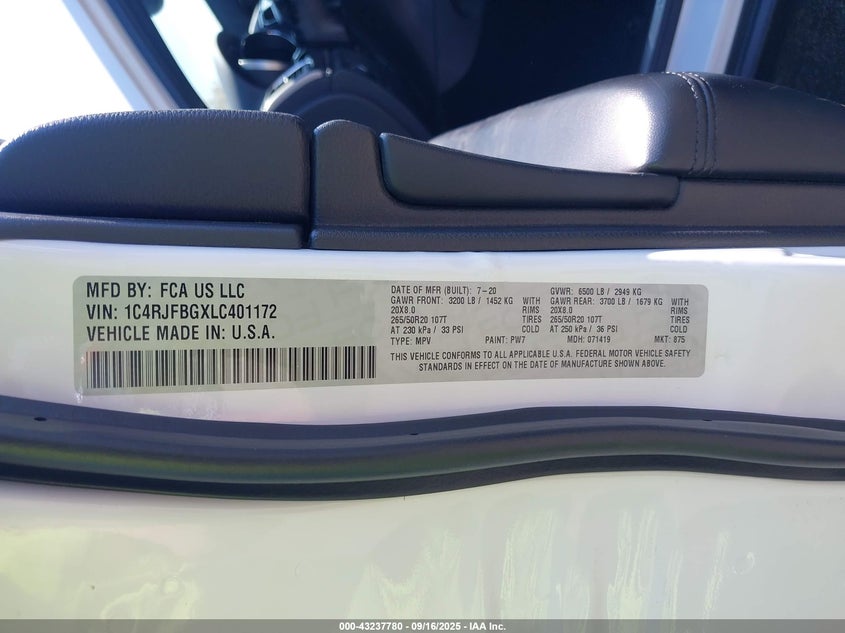 MFD BY: FCA US LLC
VIN: 1C4RJFBGXLC401172
VEHICLE MADE IN: U.S.A.
DATE OF MFR (BUILT): 7-20 GVWR: 6500 LB / 2949 KG
GAWR FRONT: 3200 LB / 1452 KG WITH GAWR REAR: 3700 LB / 1679 KG WITH
20X8.0 RIMS 20X8.0 RIMS
265/50R20 107T TIRES 265/50R20 107T TIRES
AT 230 kPa / 33 PSI COLD AT 250 kPa / 36 PSI COLD
TYPE: MPV PAINT: PW7 MDH: 071419 MKT: 875
THIS VEHICLE CONFORMS TO ALL APPLICABLE U.S.A. FEDERAL MOTOR VEHICLE SAFETY
STANDARDS IN EFFECT ON THE DATE OF MANUFACTURE SHOWN ABOVE.
000-43237780 - 09/16/2025 - IAA Inc.